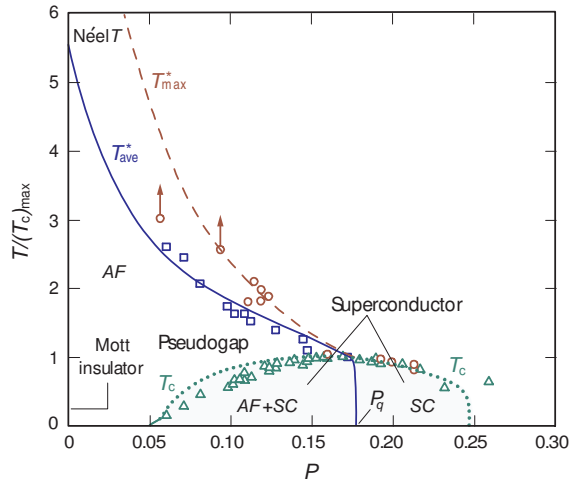 6
5
4
3
2
1
0
T/(Tc)max
Néel T
T*max
T*ave
AF
Superconductor
Pseudogap
Mott
insulator
Tc
AF+SC
Pq
SC
Tc
0
0.05
0.10
0.15
0.20
0.25
0.30
P